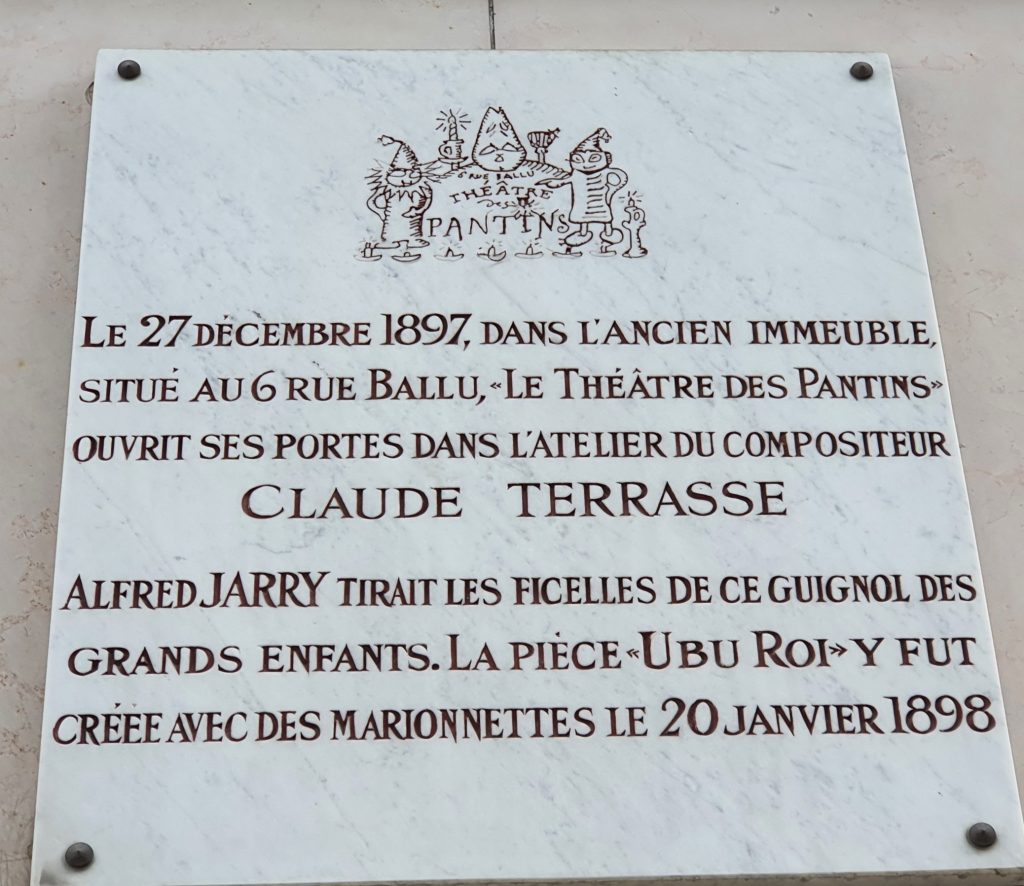 6 RUE BALLU
THÉÂTRE
DES
PANTINS
LE 27 DÉCEMBRE 1897, DANS L'ANCIEN IMMEUBLE,
SITUÉ AU 6 RUE BALLU, «LE THÉÂTRE DES PANTINS»
OUVRIT SES PORTES DANS L'ATELIER DU COMPOSITEUR
CLAUDE TERRASSE
ALFRED JARRY TIRAIT LES FICELLES DE CE GUIGNOL DES
GRANDS ENFANTS. LA PIÈCE «UBU ROI» Y FUT
CRÉÉE AVEC DES MARIONNETTES LE 20 JANVIER 1898